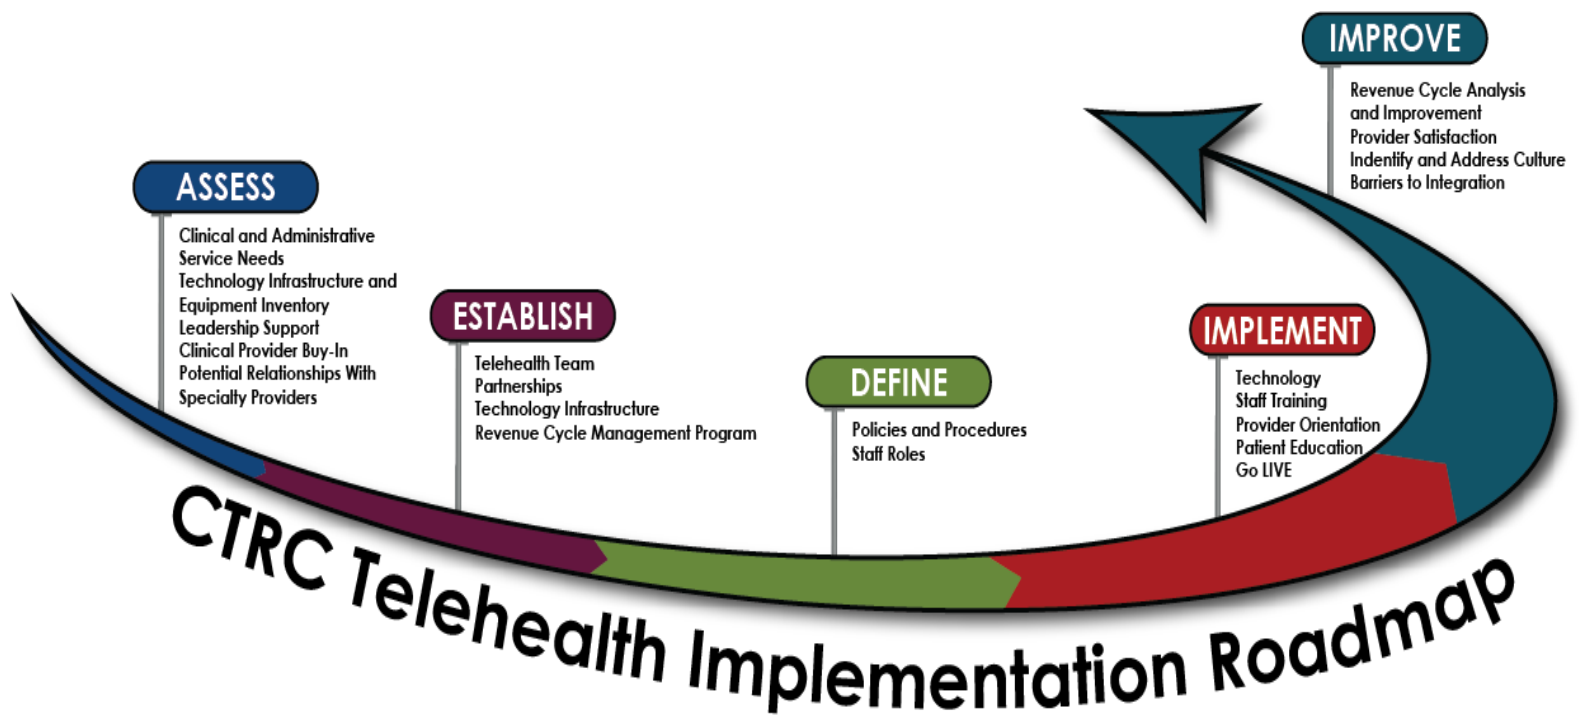 IMPROVE
Revenue Cycle Analysis
and Improvement
Provider Satisfaction
Indentify and Address Culture
Barriers to Integration
ASSESS
Clinical and Administrative
Service Needs
Technology Infrastructure and
Equipment Inventory
Leadership Support
Clinical Provider Buy-In
Potential Relationships With
Specialty Providers
ESTABLISH
Telehealth Team
Partnerships
Technology Infrastructure
Revenue Cycle Management Program
DEFINE
Policies and Procedures
Staff Roles
IMPLEMENT
Technology
Staff Training
Provider Orientation
Patient Education
Go LIVE
CTRC Telehealth Implementation Roadmap